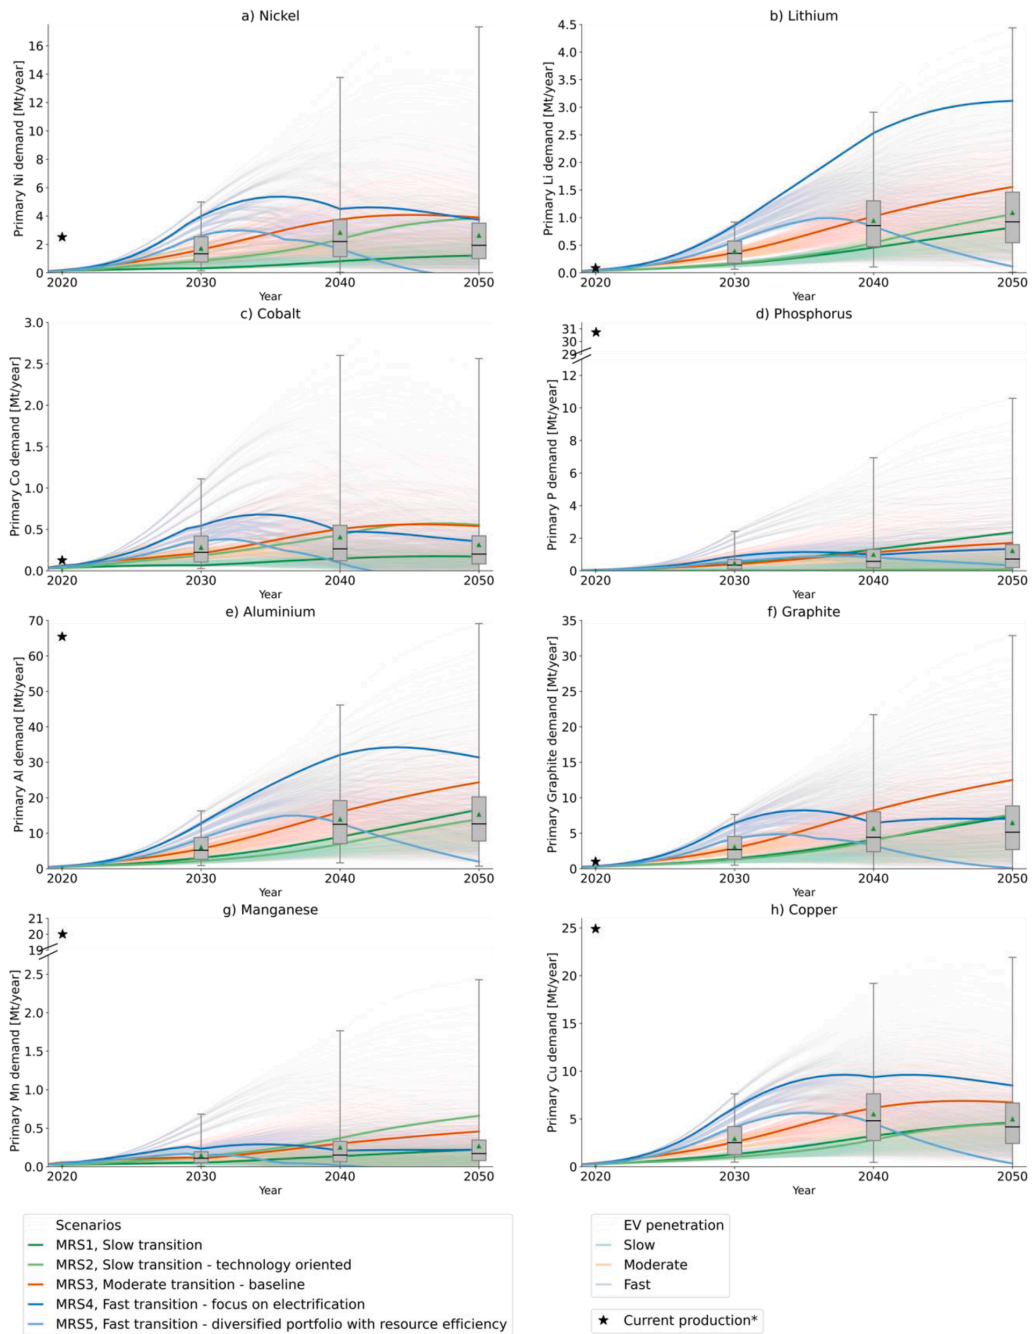 a) Nickel
Primary Ni demand [Mt/year]
16
14
12
10
8
6
4
2
0
2020 2030 2040 2050
Year
b) Lithium
Primary Li demand [Mt/year]
4.5
4.0
3.5
3.0
2.5
2.0
1.5
1.0
0.5
0.0
2020 2030 2040 2050
Year
c) Cobalt
Primary Co demand [Mt/year]
3.0
2.5
2.0
1.5
1.0
0.5
0.0
2020 2030 2040 2050
Year
d) Phosphorus
Primary P demand [Mt/year]
31
30
29
12
10
8
6
4
2
0
2020 2030 2040 2050
Year
e) Aluminium
Primary Al demand [Mt/year]
70
60
50
40
30
20
10
0
2020 2030 2040 2050
Year
f) Graphite
Primary Graphite demand [Mt/year]
35
30
25
20
15
10
5
0
2020 2030 2040 2050
Year
g) Manganese
Primary Mn demand [Mt/year]
21
20
19
2.5
2.0
1.5
1.0
0.5
0.0
2020 2030 2040 2050
Year
h) Copper
Primary Cu demand [Mt/year]
25
20
15
10
5
0
2020 2030 2040 2050
Year
Scenarios
MRS1, Slow transition
MRS2, Slow transition - technology oriented
MRS3, Moderate transition - baseline
MRS4, Fast transition - focus on electrification
MRS5, Fast transition - diversified portfolio with resource efficiency
EV penetration
Slow
Moderate
Fast
Current production*